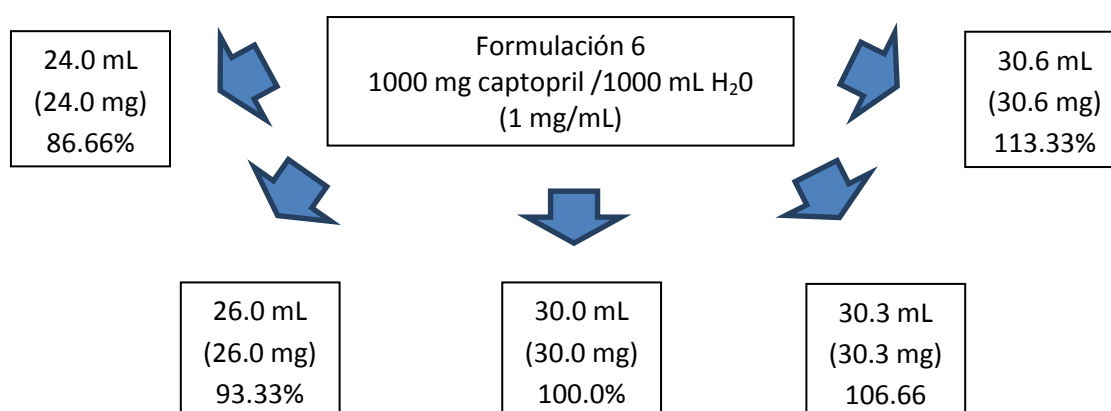 Formulación 6
1000 mg captopril /1000 mL H₂0
(1 mg/mL)
24.0 mL
(24.0 mg)
86.66%
30.6 mL
(30.6 mg)
113.33%
26.0 mL
(26.0 mg)
93.33%
30.0 mL
(30.0 mg)
100.0%
30.3 mL
(30.3 mg)
106.66